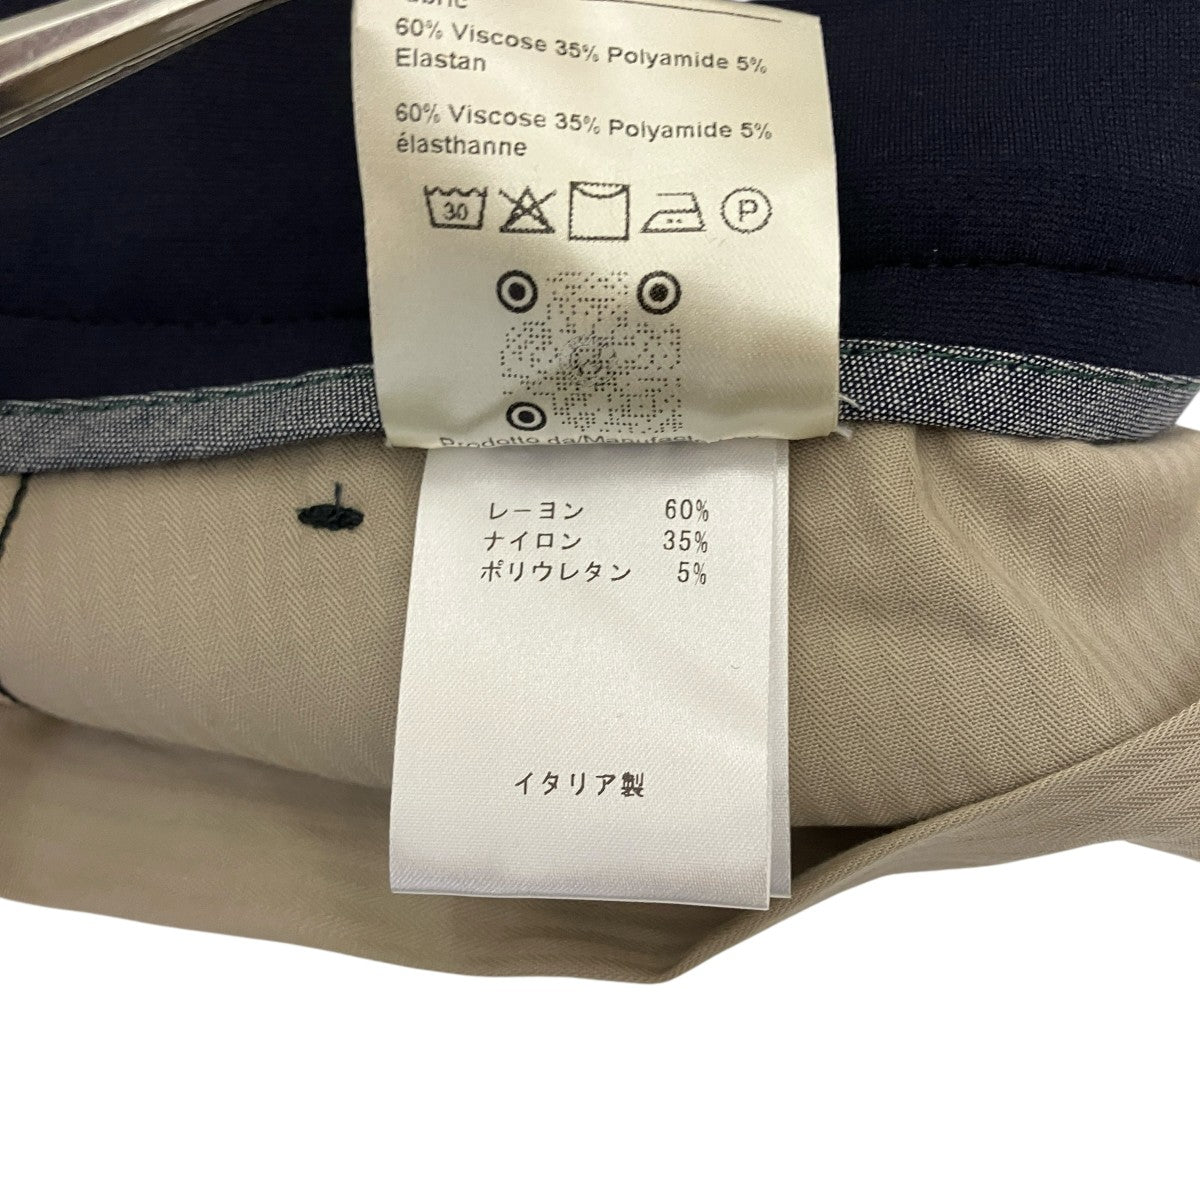 60% Viscose 35% Polyamide 5%
Elastan
60% Viscose 35% Polyamide 5%
élasthanne
30
P
レーヨン 60%
ナイロン 35%
ポリウレタン 5%
イタリア製